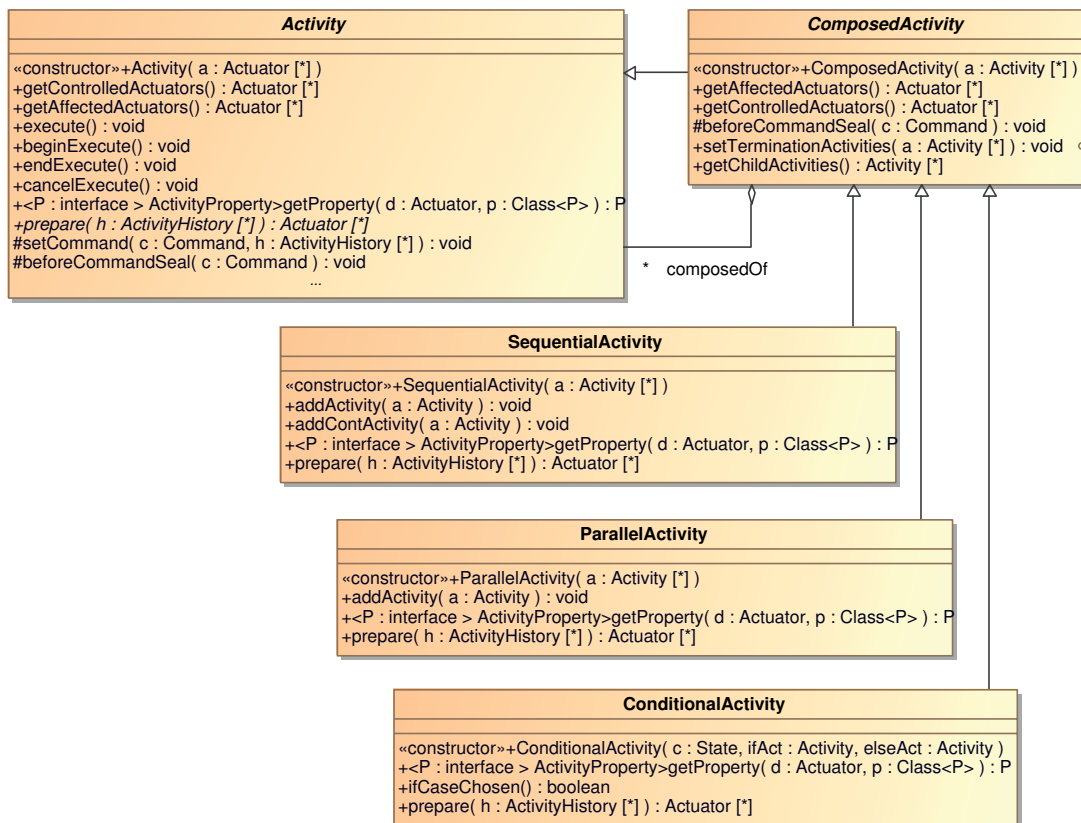 Activity
«constructor»+Activity( a : Actuator [*] )
+getControlledActuators() : Actuator [*]
+getAffectedActuators() : Actuator [*]
+execute() : void
+beginExecute() : void
+endExecute() : void
+cancelExecute() : void
+<P : interface > ActivityProperty>getProperty( d : Actuator, p : Class<P> ) : P
+prepare( h : ActivityHistory [*] ) : Actuator [*]
#setCommand( c : Command, h : ActivityHistory [*] ) : void
#beforeCommandSeal( c : Command ) : void
...
ComposedActivity
«constructor»+ComposedActivity( a : Activity [*] )
+getAffectedActuators() : Actuator [*]
+getControlledActuators() : Actuator [*]
#beforeCommandSeal( c : Command ) : void
+setTerminationActivities( a : Activity [*] ) : void
+getChildActivities() : Activity [*]
* composedOf
SequentialActivity
«constructor»+SequentialActivity( a : Activity [*] )
+addActivity( a : Activity ) : void
+addContActivity( a : Activity ) : void
+<P : interface > ActivityProperty>getProperty( d : Actuator, p : Class<P> ) : P
+prepare( h : ActivityHistory [*] ) : Actuator [*]
ParallelActivity
«constructor»+ParallelActivity( a : Activity [*] )
+addActivity( a : Activity ) : void
+<P : interface > ActivityProperty>getProperty( d : Actuator, p : Class<P> ) : P
+prepare( h : ActivityHistory [*] ) : Actuator [*]
ConditionalActivity
«constructor»+ConditionalActivity( c : State, ifAct : Activity, elseAct : Activity )
+<P : interface > ActivityProperty>getProperty( d : Actuator, p : Class<P> ) : P
+ifCaseChosen() : boolean
+prepare( h : ActivityHistory [*] ) : Actuator [*]